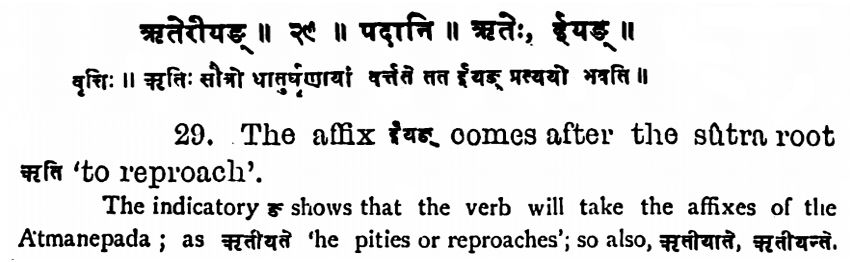 ऋतेरीयङ् ॥ २९ ॥ पदानि ॥ ऋतेः, ईयङ् ॥
वृत्तिः ॥ ऋतिः सौत्रो धातुर्घृणायां वर्त्तते तत ईयङ् प्रत्ययो भवति ॥
29. The affix ईयङ् comes after the sûtra root
ऋति ‘to reproach’.
The indicatory ङ shows that the verb will take the affixes of the
Âtmanepada ; as ऋतीयते ‘he pities or reproaches’; so also, ऋतीयाते, ऋतीयन्ते.